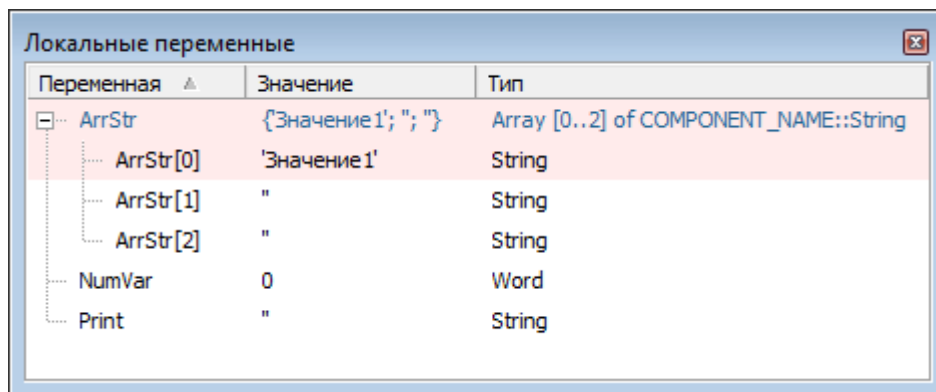 Локальные переменные
Переменная Значение Тип
ArrStr {'Значение1'; ''; ''} Array [0..2] of COMPONENT_NAME::String
ArrStr[0] 'Значение1' String
ArrStr[1] '' String
ArrStr[2] '' String
NumVar 0 Word
Print '' String